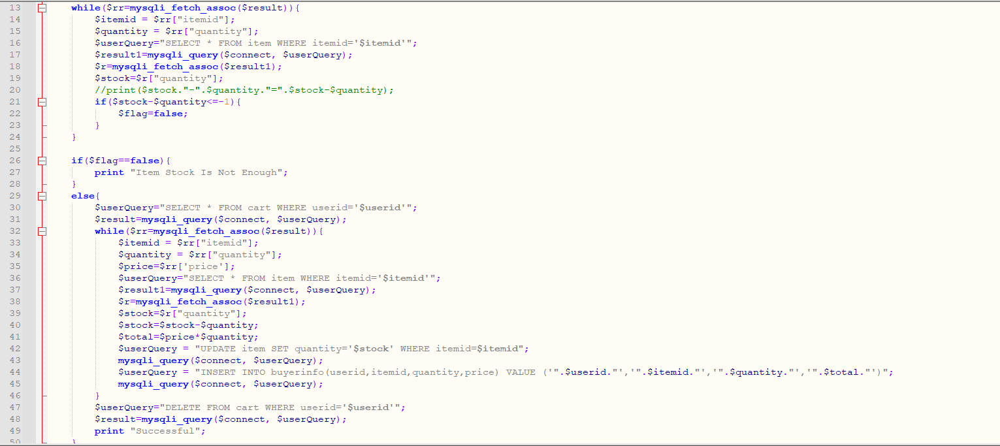 13 while($rr=mysqli_fetch_assoc($result)){
14 $itemid = $rr["itemid"];
15 $quantity = $rr["quantity"];
16 $userQuery="SELECT * FROM item WHERE itemid='$itemid'";
17 $result1=mysqli_query($connect, $userQuery);
18 $r=mysqli_fetch_assoc($result1);
19 $stock=$r["quantity"];
20 //print($stock."-".$quantity."=".$stock-$quantity);
21 if($stock-$quantity<=-1){
22 $flag=false;
23 }
24 }
25
26 if($flag==false){
27 print "Item Stock Is Not Enough";
28 }
29 else{
30 $userQuery="SELECT * FROM cart WHERE userid='$userid'";
31 $result=mysqli_query($connect, $userQuery);
32 while($rr=mysqli_fetch_assoc($result)){
33 $itemid = $rr["itemid"];
34 $quantity = $rr["quantity"];
35 $price=$rr['price'];
36 $userQuery="SELECT * FROM item WHERE itemid='$itemid'";
37 $result1=mysqli_query($connect, $userQuery);
38 $r=mysqli_fetch_assoc($result1);
39 $stock=$r["quantity"];
40 $stock=$stock-$quantity;
41 $total=$price*$quantity;
42 $userQuery = "UPDATE item SET quantity='$stock' WHERE itemid=$itemid";
43 mysqli_query($connect, $userQuery);
44 $userQuery = "INSERT INTO buyerinfo(userid,itemid,quantity,price) VALUE ('".$userid."','".$itemid."','".$quantity."','".$total."')";
45 mysqli_query($connect, $userQuery);
46 }
47 $userQuery="DELETE FROM cart WHERE userid='$userid'";
48 $result=mysqli_query($connect, $userQuery);
49 print "Successful";
50 }